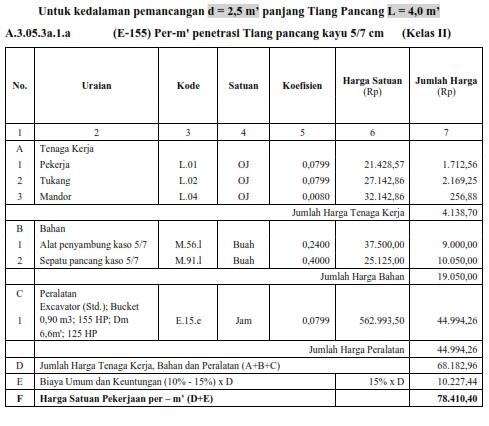 Untuk kedalaman pemancangan d = 2,5 m' panjang Tiang Pancang L = 4,0 m'
A.3.05.3a.1.a (E-155) Per-m' penetrasi Tiang pancang kayu 5/7 cm (Kelas II)
No. Uraian Kode Satuan Koefisien Harga Satuan (Rp) Jumlah Harga (Rp)
1 2 3 4 5 6 7
A Tenaga Kerja
1 Pekerja L.01 OJ 0,0799 21.428,57 1.712,56
2 Tukang L.02 OJ 0,0799 27.142,86 2.169,25
3 Mandor L.04 OJ 0,0080 32.142,86 256,88
Jumlah Harga Tenaga Kerja 4.138,70
B Bahan
1 Alat penyambung kaso 5/7 M.56.l Buah 0,2400 37.500,00 9.000,00
2 Sepatu pancang kaso 5/7 M.91.l Buah 0,4000 25.125,00 10.050,00
Jumlah Harga Bahan 19.050,00
C Peralatan
Excavator (Std.); Bucket
1 0,90 m3; 155 HP; Dm E.15.e Jam 0,0799 562.993,50 44.994,26
6,6m'; 125 HP
Jumlah Harga Peralatan 44.994,26
D Jumlah Harga Tenaga Kerja, Bahan dan Peralatan (A+B+C) 68.182,96
E Biaya Umum dan Keuntungan (10% - 15%) x D 15% x D 10.227,44
F Harga Satuan Pekerjaan per – m' (D+E) 78.410,40